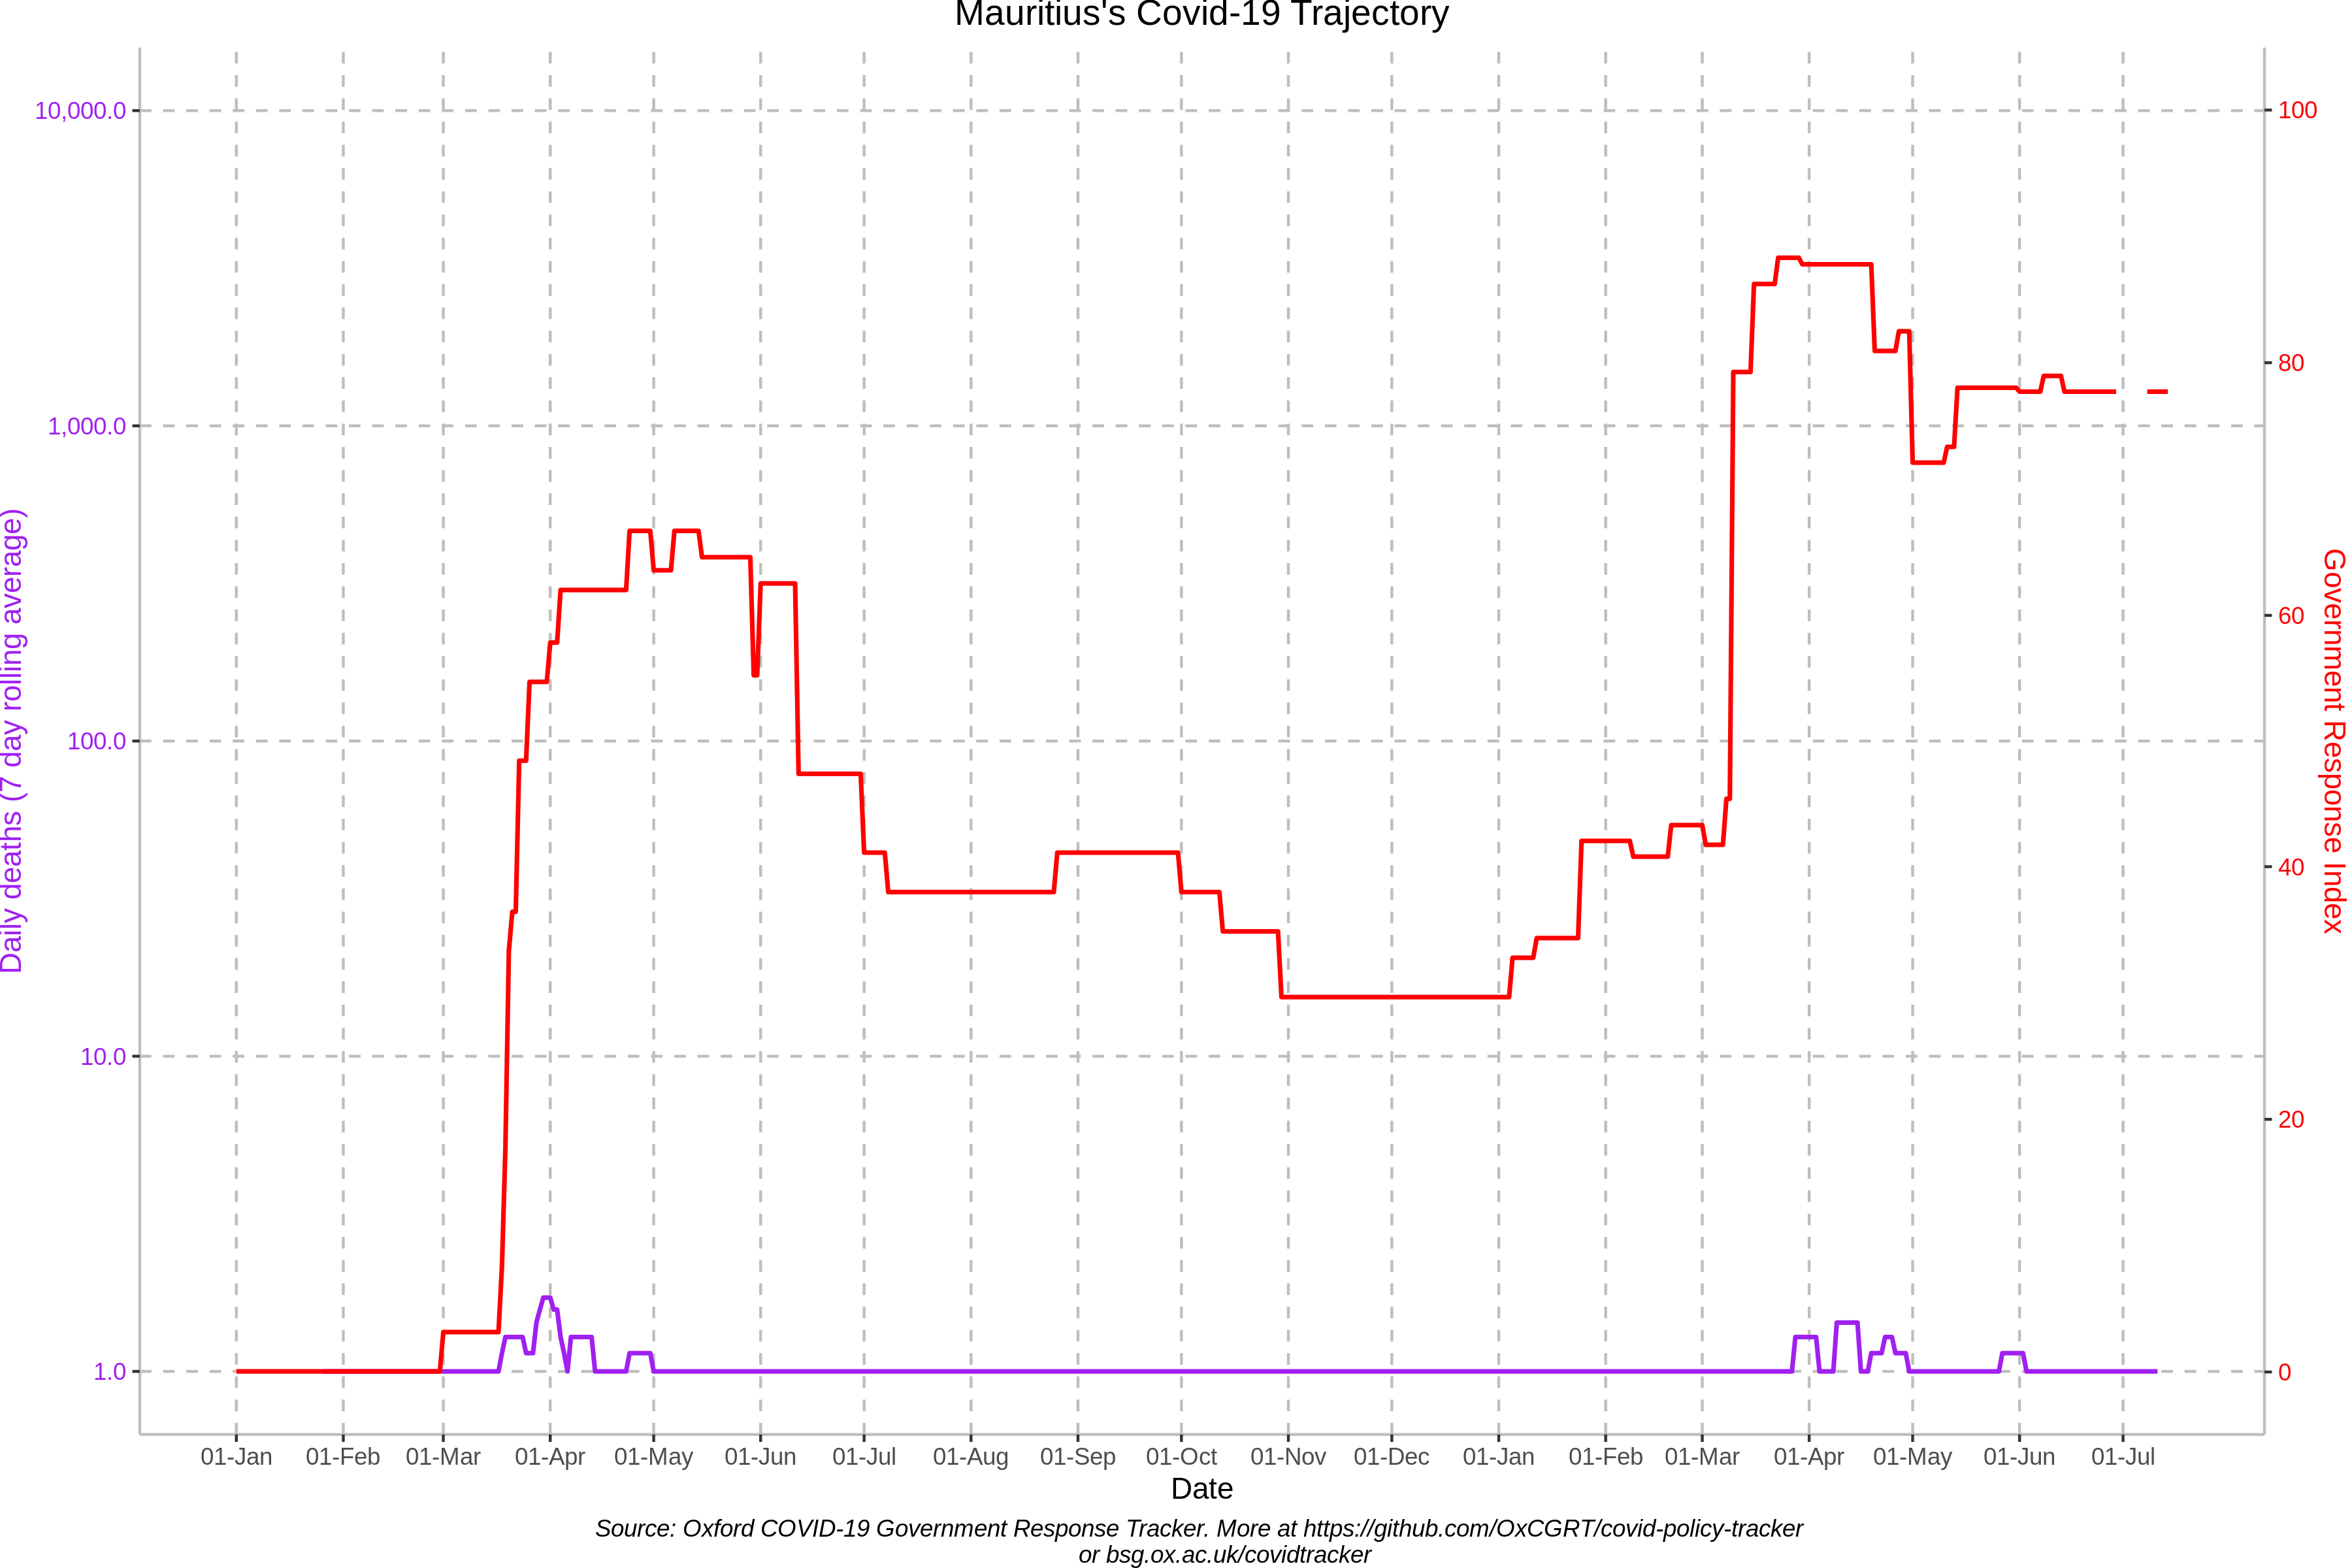 Mauritius's Covid-19 Trajectory
10,000.0
1,000.0
100.0
10.0
1.0
Daily deaths (7 day rolling average)
100
80
60
40
20
0
Government Response Index
01-Jan 01-Feb 01-Mar 01-Apr 01-May 01-Jun 01-Jul 01-Aug 01-Sep 01-Oct 01-Nov 01-Dec 01-Jan 01-Feb 01-Mar 01-Apr 01-May 01-Jun 01-Jul
Date
Source: Oxford COVID-19 Government Response Tracker. More at https://github.com/OxCGRT/covid-policy-tracker
or bsg.ox.ac.uk/covidtracker